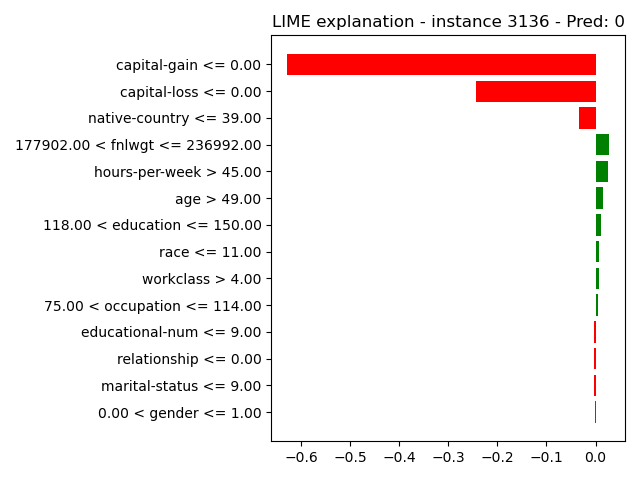 LIME explanation - instance 3136 - Pred: 0
capital-gain <= 0.00
capital-loss <= 0.00
native-country <= 39.00
177902.00 < fnlwgt <= 236992.00
hours-per-week > 45.00
age > 49.00
118.00 < education <= 150.00
race <= 11.00
workclass > 4.00
75.00 < occupation <= 114.00
educational-num <= 9.00
relationship <= 0.00
marital-status <= 9.00
0.00 < gender <= 1.00
−0.6 −0.5 −0.4 −0.3 −0.2 −0.1 0.0